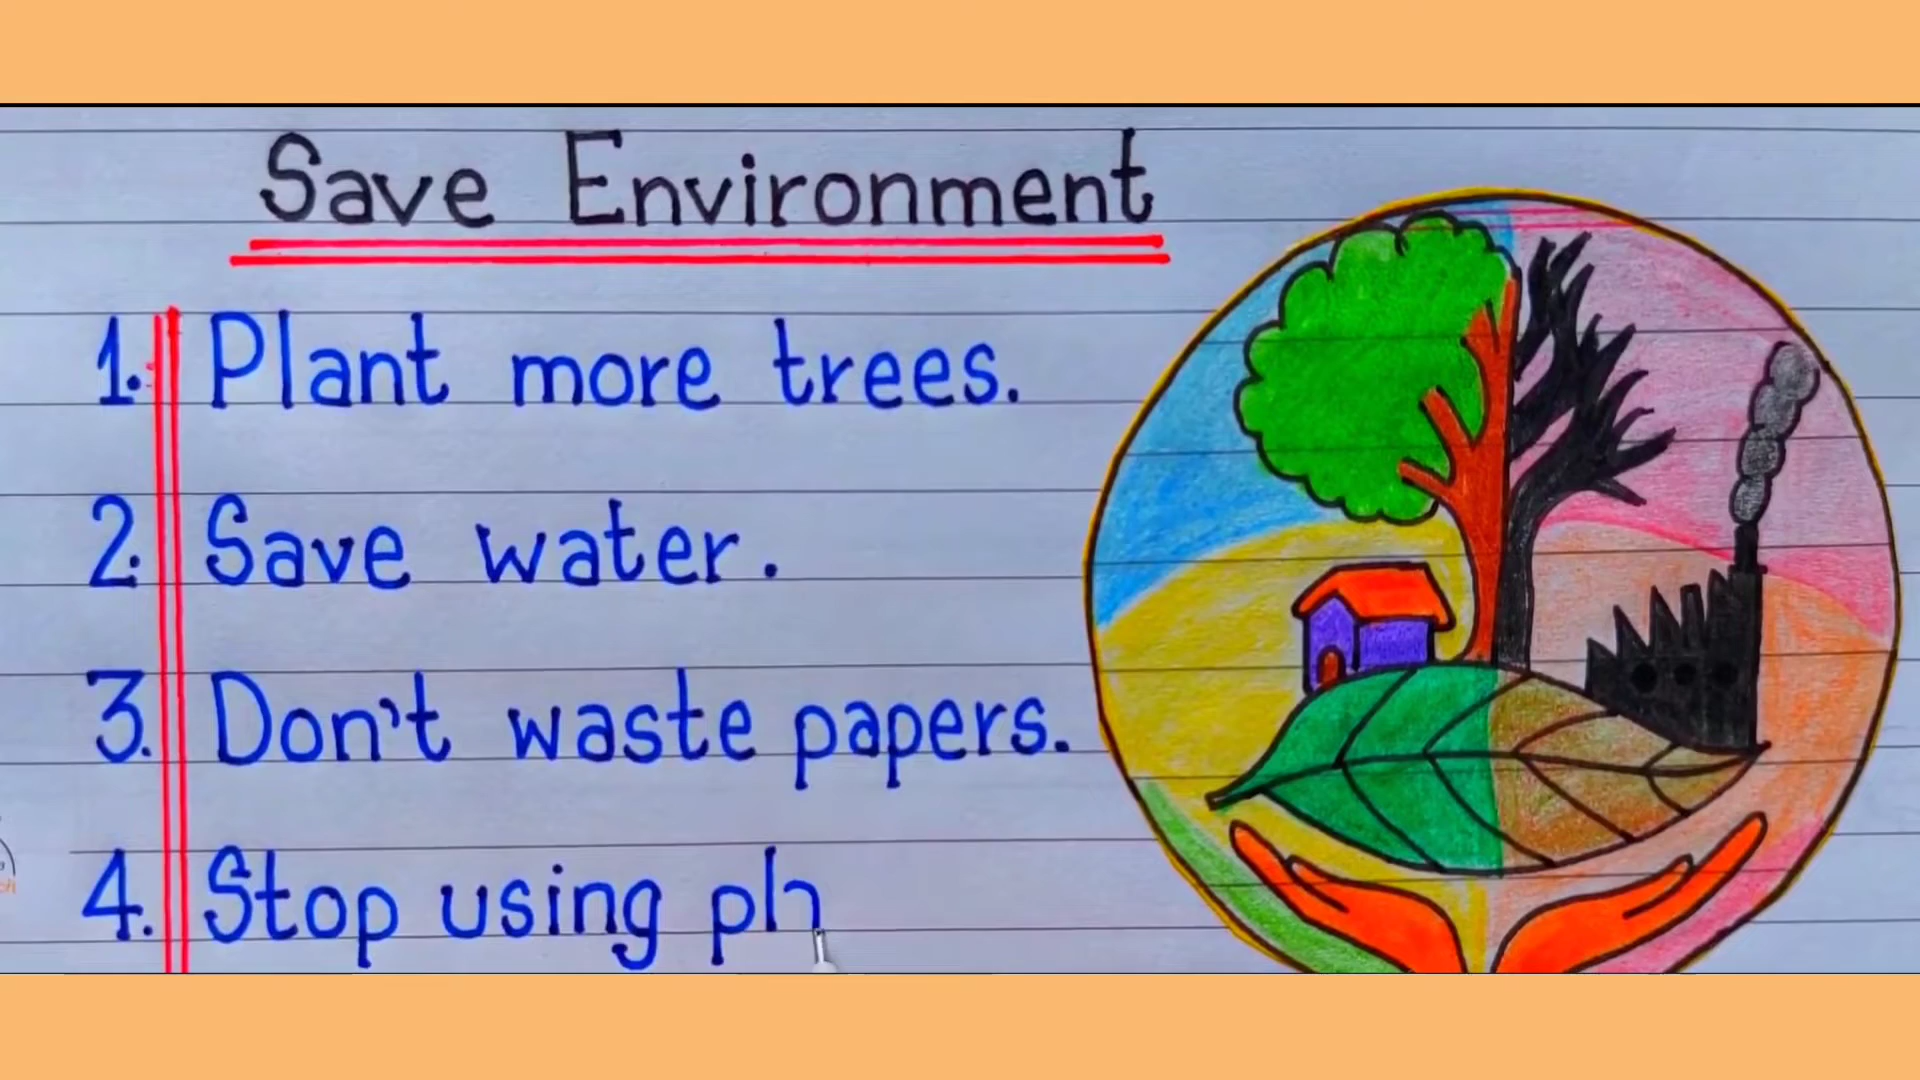 Save Environment
1. Plant more trees.
2. Save water.
3. Don't waste papers.
4. Stop using